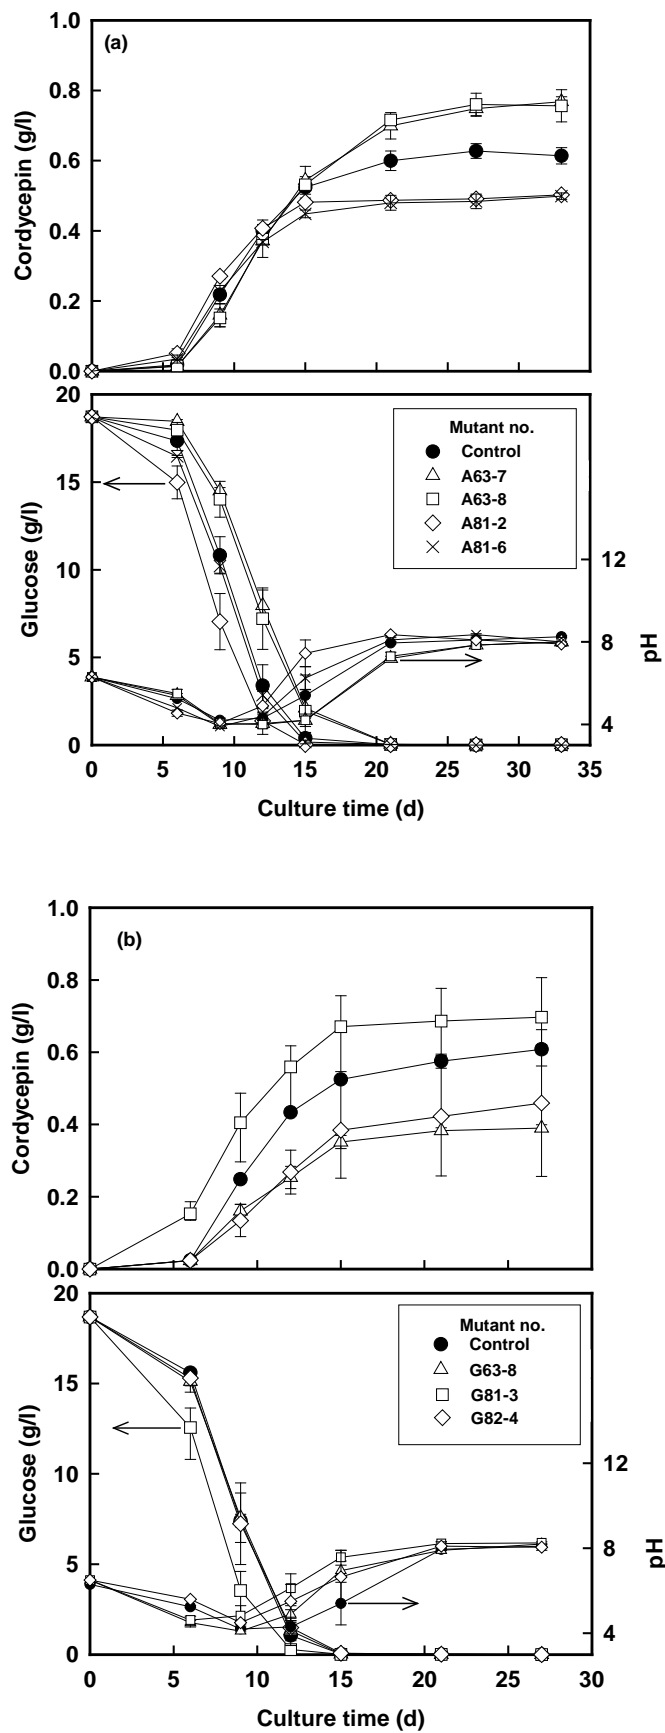 (a)
1.0
0.8
0.6
0.4
0.2
0.0
Cordycepin (g/l)
20
15
10
5
0
Glucose (g/l)
Mutant no.
Control
A63-7
A63-8
A81-2
A81-6
12
8
4
pH
0 5 10 15 20 25 30 35
Culture time (d)
(b)
1.0
0.8
0.6
0.4
0.2
0.0
Cordycepin (g/l)
20
15
10
5
0
Glucose (g/l)
Mutant no.
Control
G63-8
G81-3
G82-4
12
8
4
pH
0 5 10 15 20 25 30
Culture time (d)